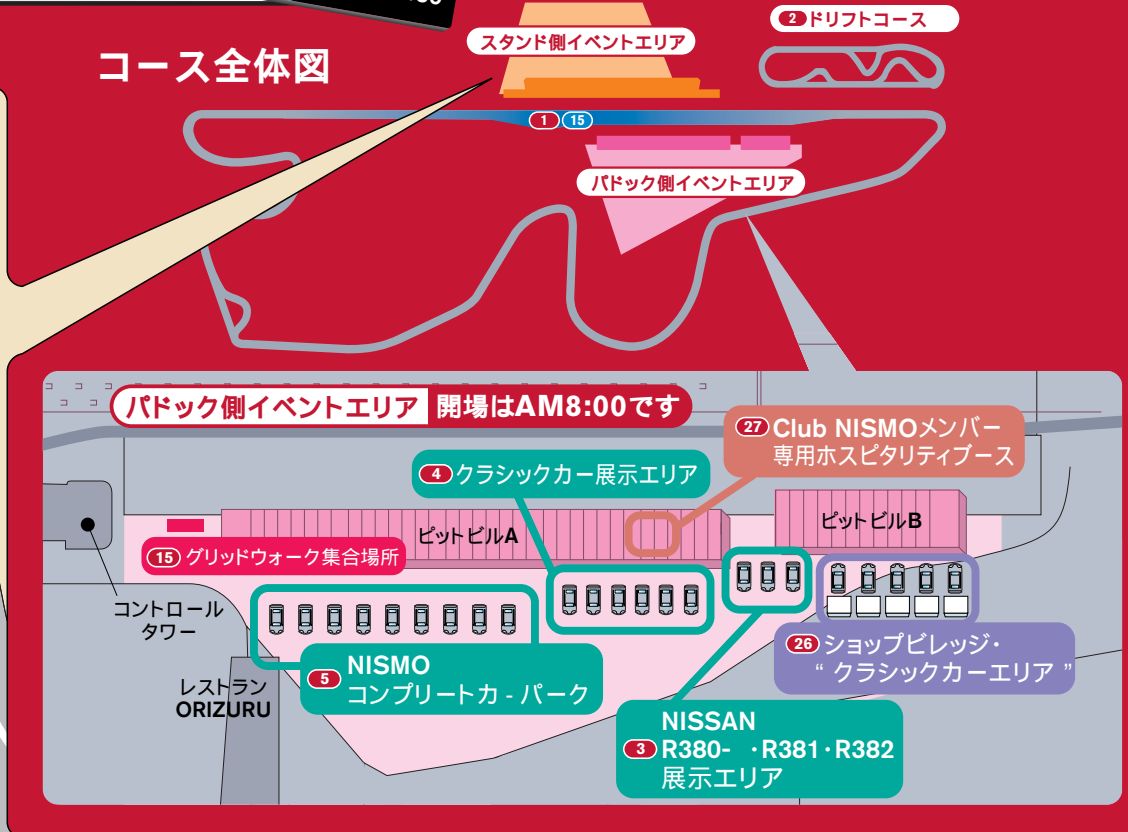 コース全体図
スタンド側イベントエリア
2 ドリフトコース
1 15
パドック側イベントエリア
パドック側イベントエリア 開場はAM8:00です
27 Club NISMOメンバー
専用ホスピタリティブース
4 クラシックカー展示エリア
ピットビルA
ピットビルB
15 グリッドウォーク集合場所
コントロール
タワー
レストラン
ORIZURU
5 NISMO
コンプリートカ - パーク
26 ショップビレッジ・
“ クラシックカーエリア ”
NISSAN
3 R380- ・R381・R382
展示エリア